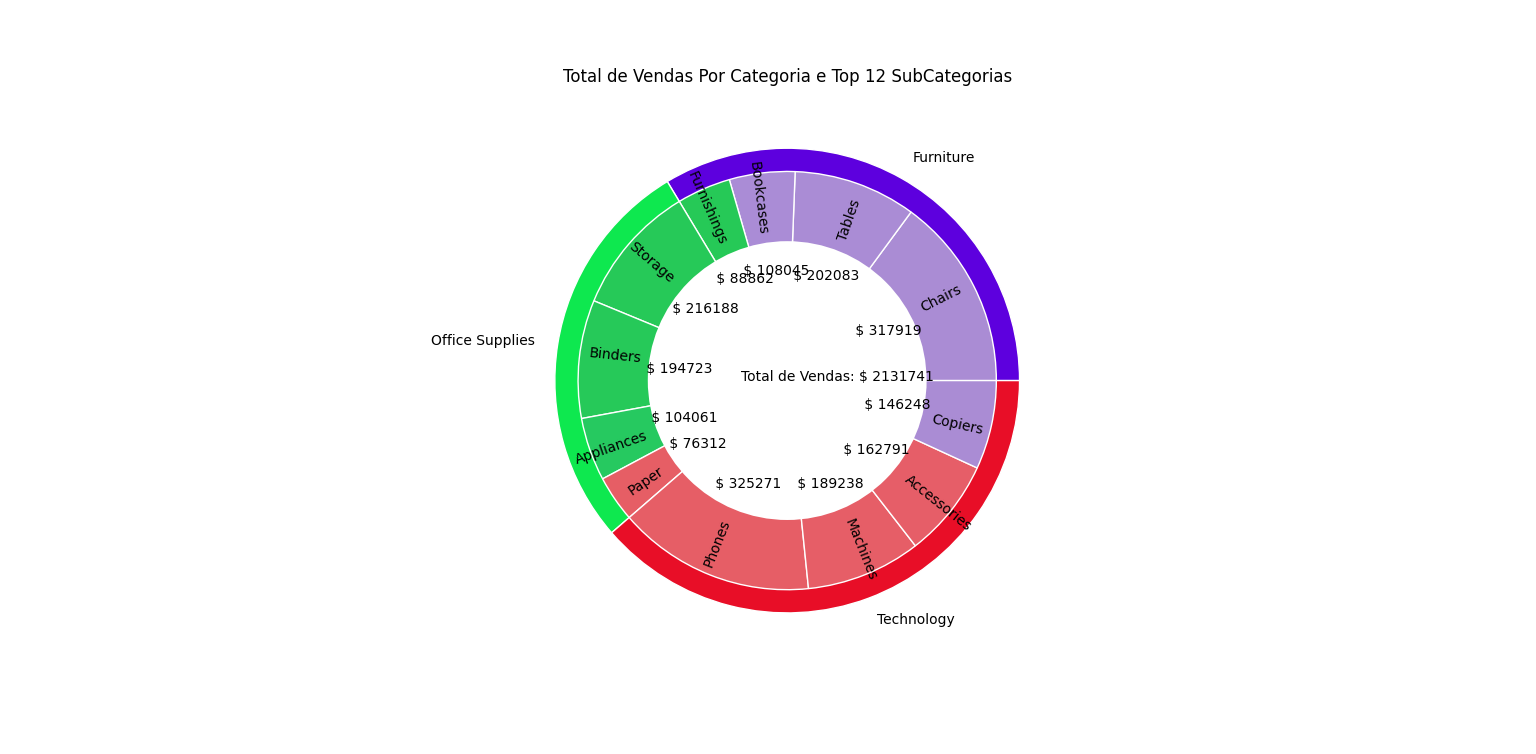 Total de Vendas Por Categoria e Top 12 SubCategorias
Furniture
Bookcases
Furnishings
Tables
Storage
Chairs
$ 108045
$ 88862
$ 202083
$ 216188
$ 317919
Office Supplies
Binders
$ 194723
Total de Vendas: $ 2131741
$ 146248
$ 104061
Copiers
Appliances
$ 76312
$ 162791
Paper
$ 325271
$ 189238
Accessories
Phones
Machines
Technology